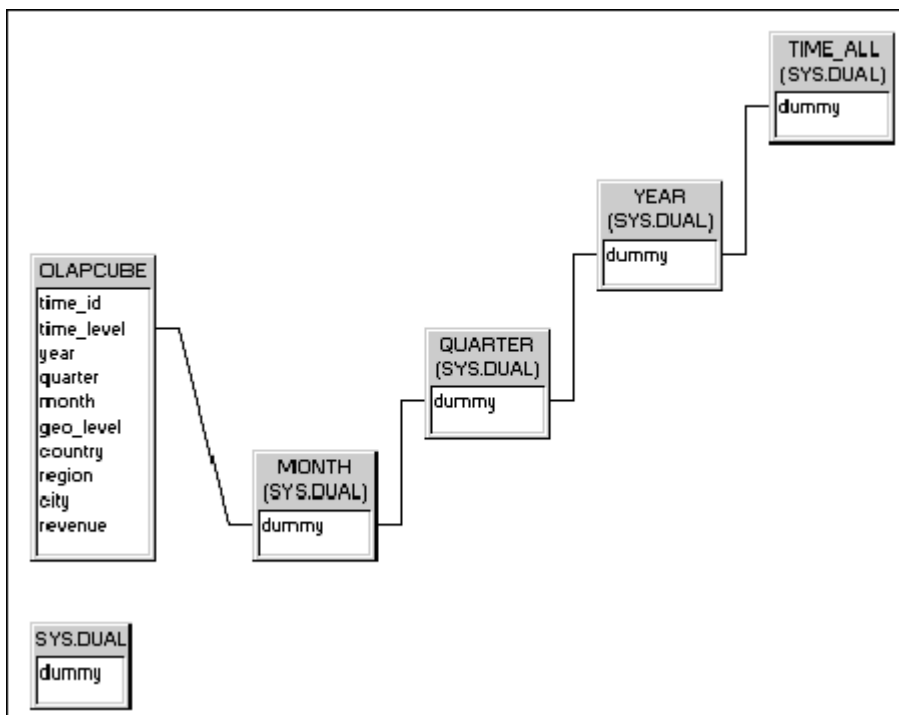 TIME_ALL
(SYS.DUAL)
dummy
YEAR
(SYS.DUAL)
dummy
OLAPCUBE
time_id
time_level
year
quarter
month
geo_level
country
region
city
revenue
QUARTER
(SYS.DUAL)
dummy
MONTH
(SYS.DUAL)
dummy
SYS.DUAL
dummy